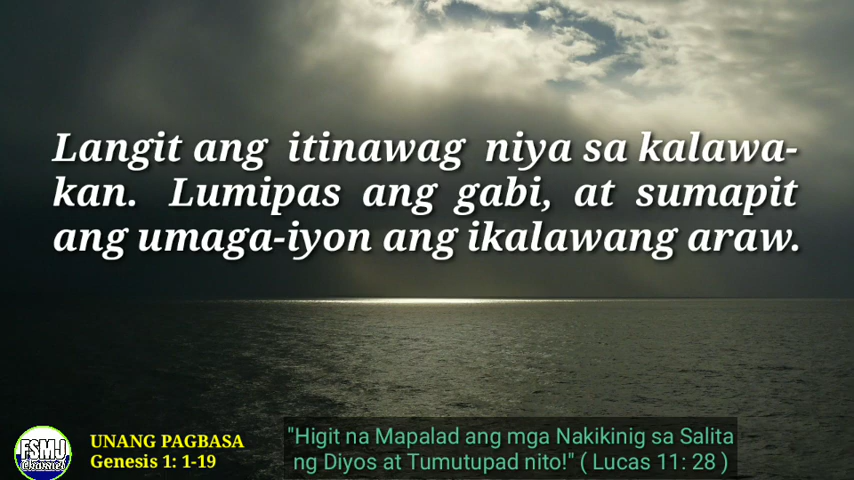 Langit ang itinawag niya sa kalawa-
kan. Lumipas ang gabi, at sumapit
ang umaga-iyon ang ikalawang araw.
FSMJ
Channel
UNANG PAGBASA
Genesis 1: 1-19
"Higit na Mapalad ang mga Nakikinig sa Salita
ng Diyos at Tumutupad nito!" ( Lucas 11: 28 )